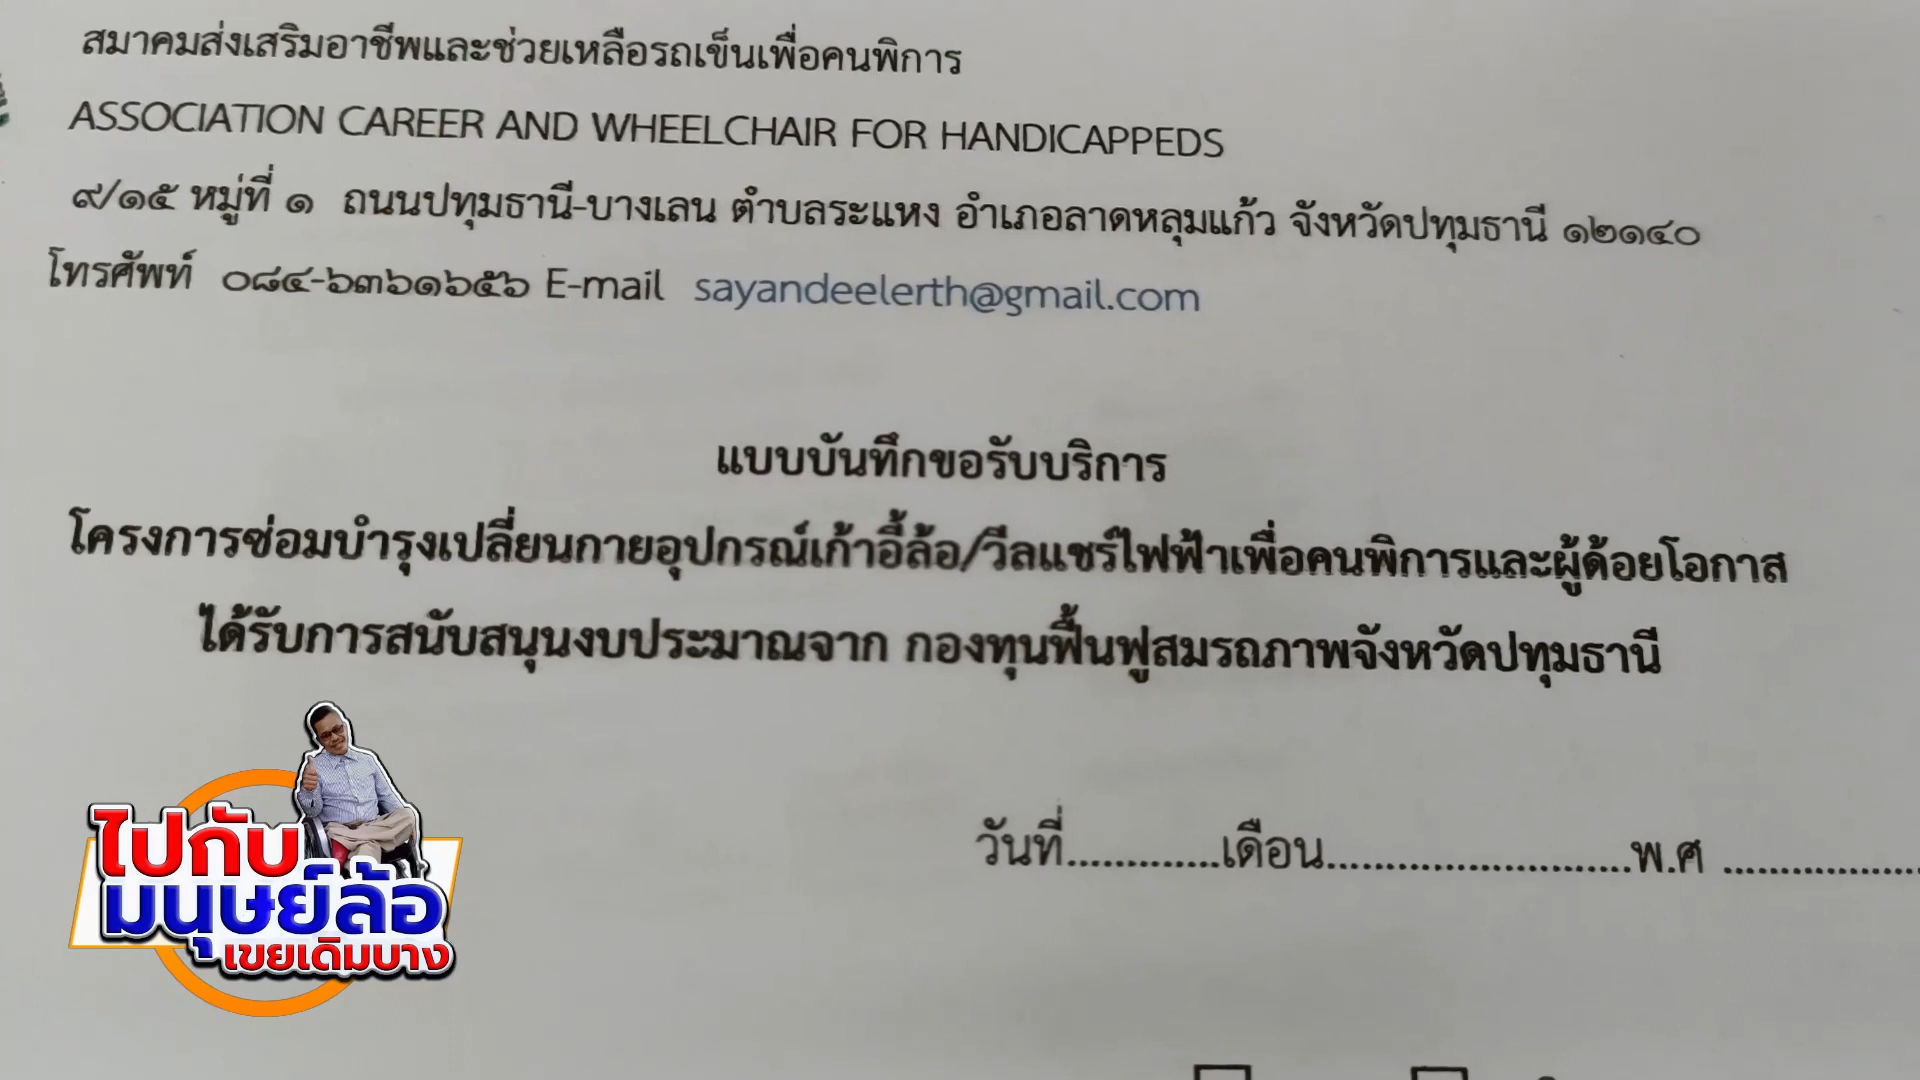 สมาคมส่งเสริมอาชีพและช่วยเหลือรถเข็นเพื่อคนพิการ
ASSOCIATION CAREER AND WHEELCHAIR FOR HANDICAPPEDS
๙/๑๕ หมู่ที่ ๑ ถนนปทุมธานี-บางเลน ตำบลระแหง อำเภอลาดหลุมแก้ว จังหวัดปทุมธานี ๑๒๑๔๐
โทรศัพท์ ๐๘๔-๖๓๖๑๖๕๖ E-mail sayandeelerth@gmail.com
แบบบันทึกขอรับบริการ
โครงการซ่อมบำรุงเปลี่ยนกายอุปกรณ์เก้าอี้ล้อ/วีลแชร์ไฟฟ้าเพื่อคนพิการและผู้ด้อยโอกาส
ได้รับการสนับสนุนงบประมาณจาก กองทุนฟื้นฟูสมรถภาพจังหวัดปทุมธานี
วันที่.............เดือน..........................พ.ศ .................
ไปกับ
มนุษย์ล้อ
เขยเดิมบาง